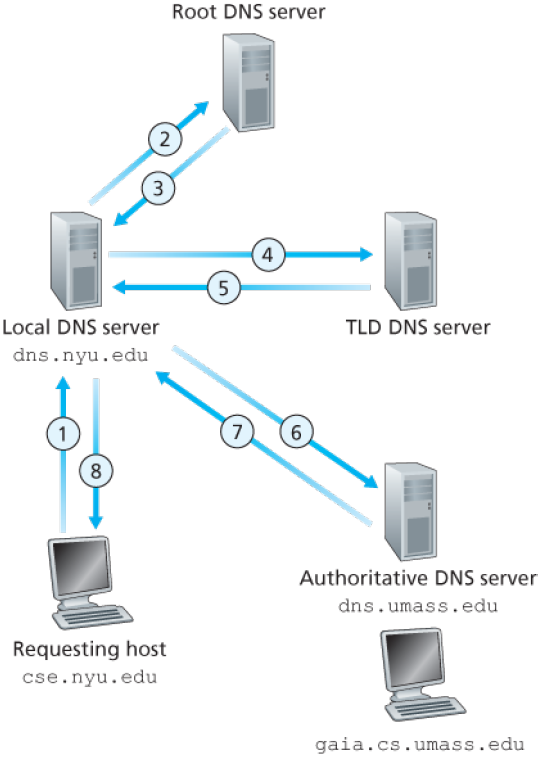 Root DNS server
2
3
4
5
Local DNS server
dns.nyu.edu
TLD DNS server
1
8
7
6
Authoritative DNS server
dns.umass.edu
Requesting host
cse.nyu.edu
gaia.cs.umass.edu